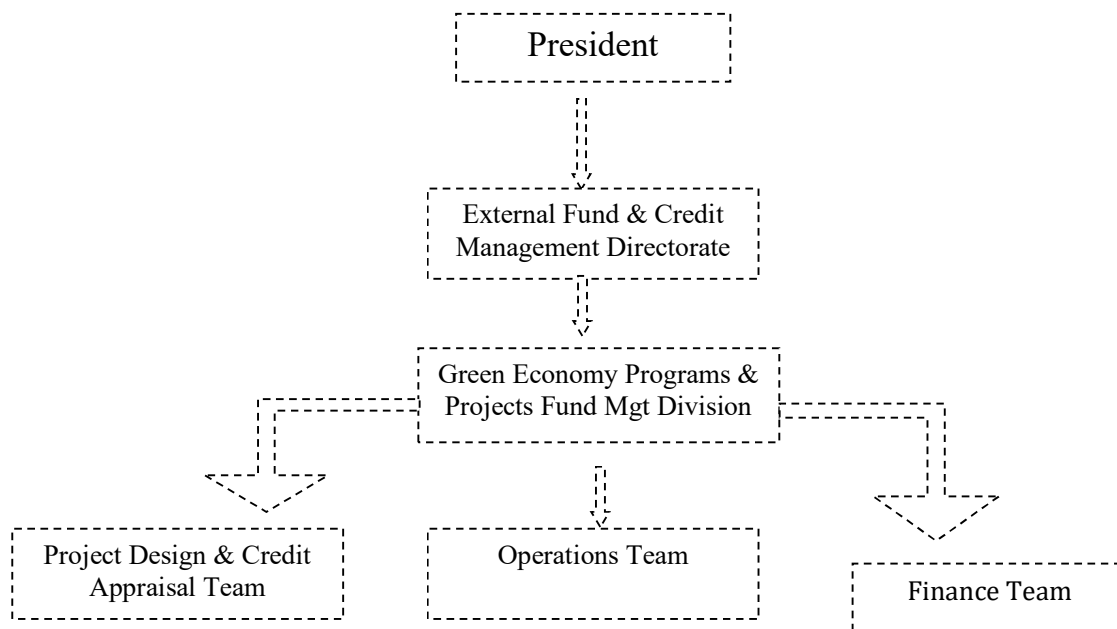 President
External Fund & Credit
Management Directorate
Green Economy Programs &
Projects Fund Mgt Division
Project Design & Credit
Appraisal Team
Operations Team
Finance Team